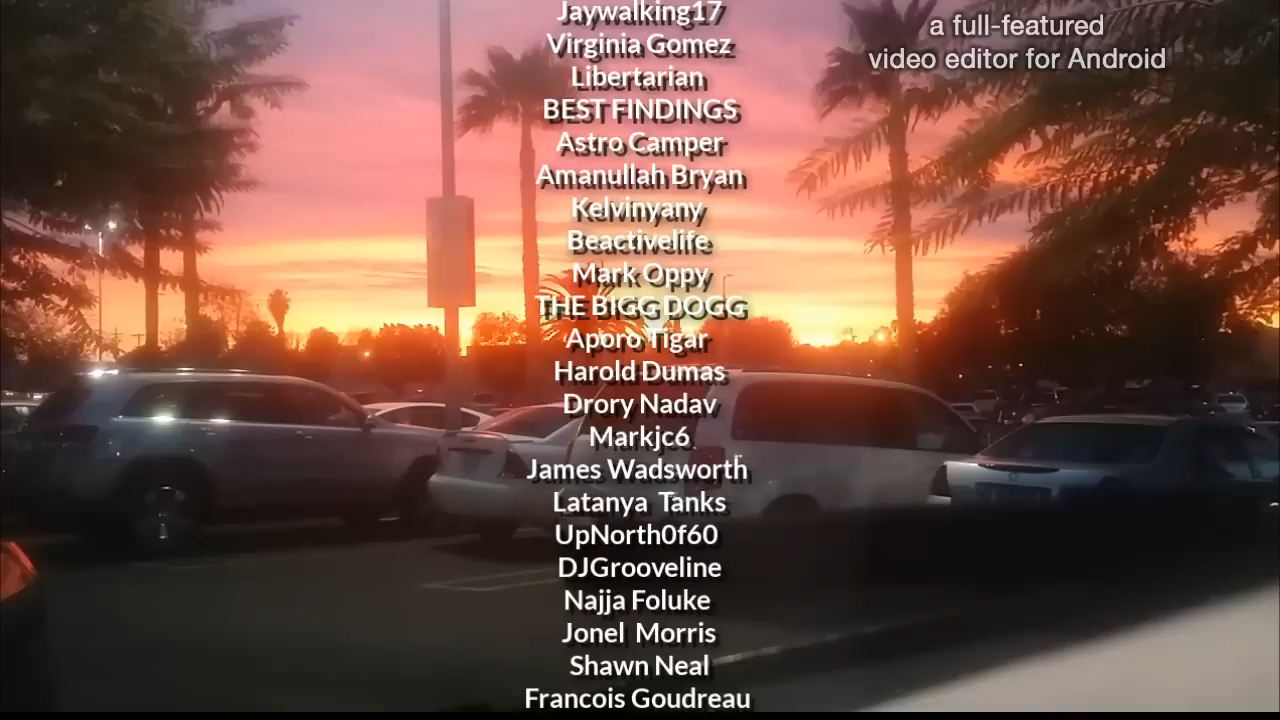 a full-featured
video editor for Android
Jaywalking17
Virginia Gomez
Libertarian
BEST FINDINGS
Astro Camper
Amanullah Bryan
Kelvinyany
Beactivelife
Mark Oppy
THE BIGG DOGG
Aporo Tigar
Harold Dumas
Drory Nadav
Markjc6
James Wadsworth
Latanya Tanks
UpNorth0f60
DJGrooveline
Najja Foluke
Jonel Morris
Shawn Neal
Francois Goudreau